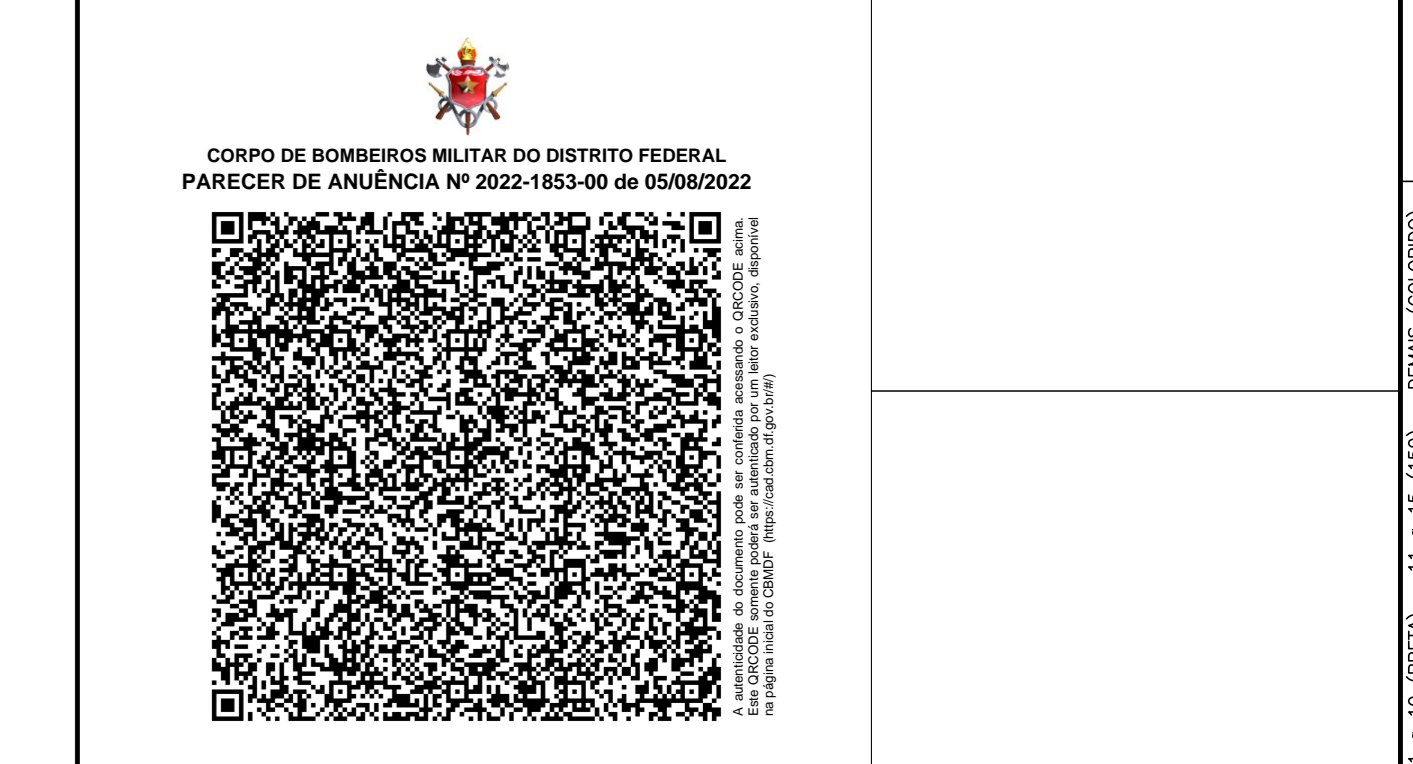 CORPO DE BOMBEIROS MILITAR DO DISTRITO FEDERAL
PARECER DE ANUÊNCIA Nº 2022-1853-00 de 05/08/2022
A autenticidade do documento pode ser conferida acessando o QRCODE acima.
Este QRCODE somente poderá ser autenticado por um leitor exclusivo, disponível
na página inicial do CBMDF (https://cad.cbm.df.gov.br/#/)